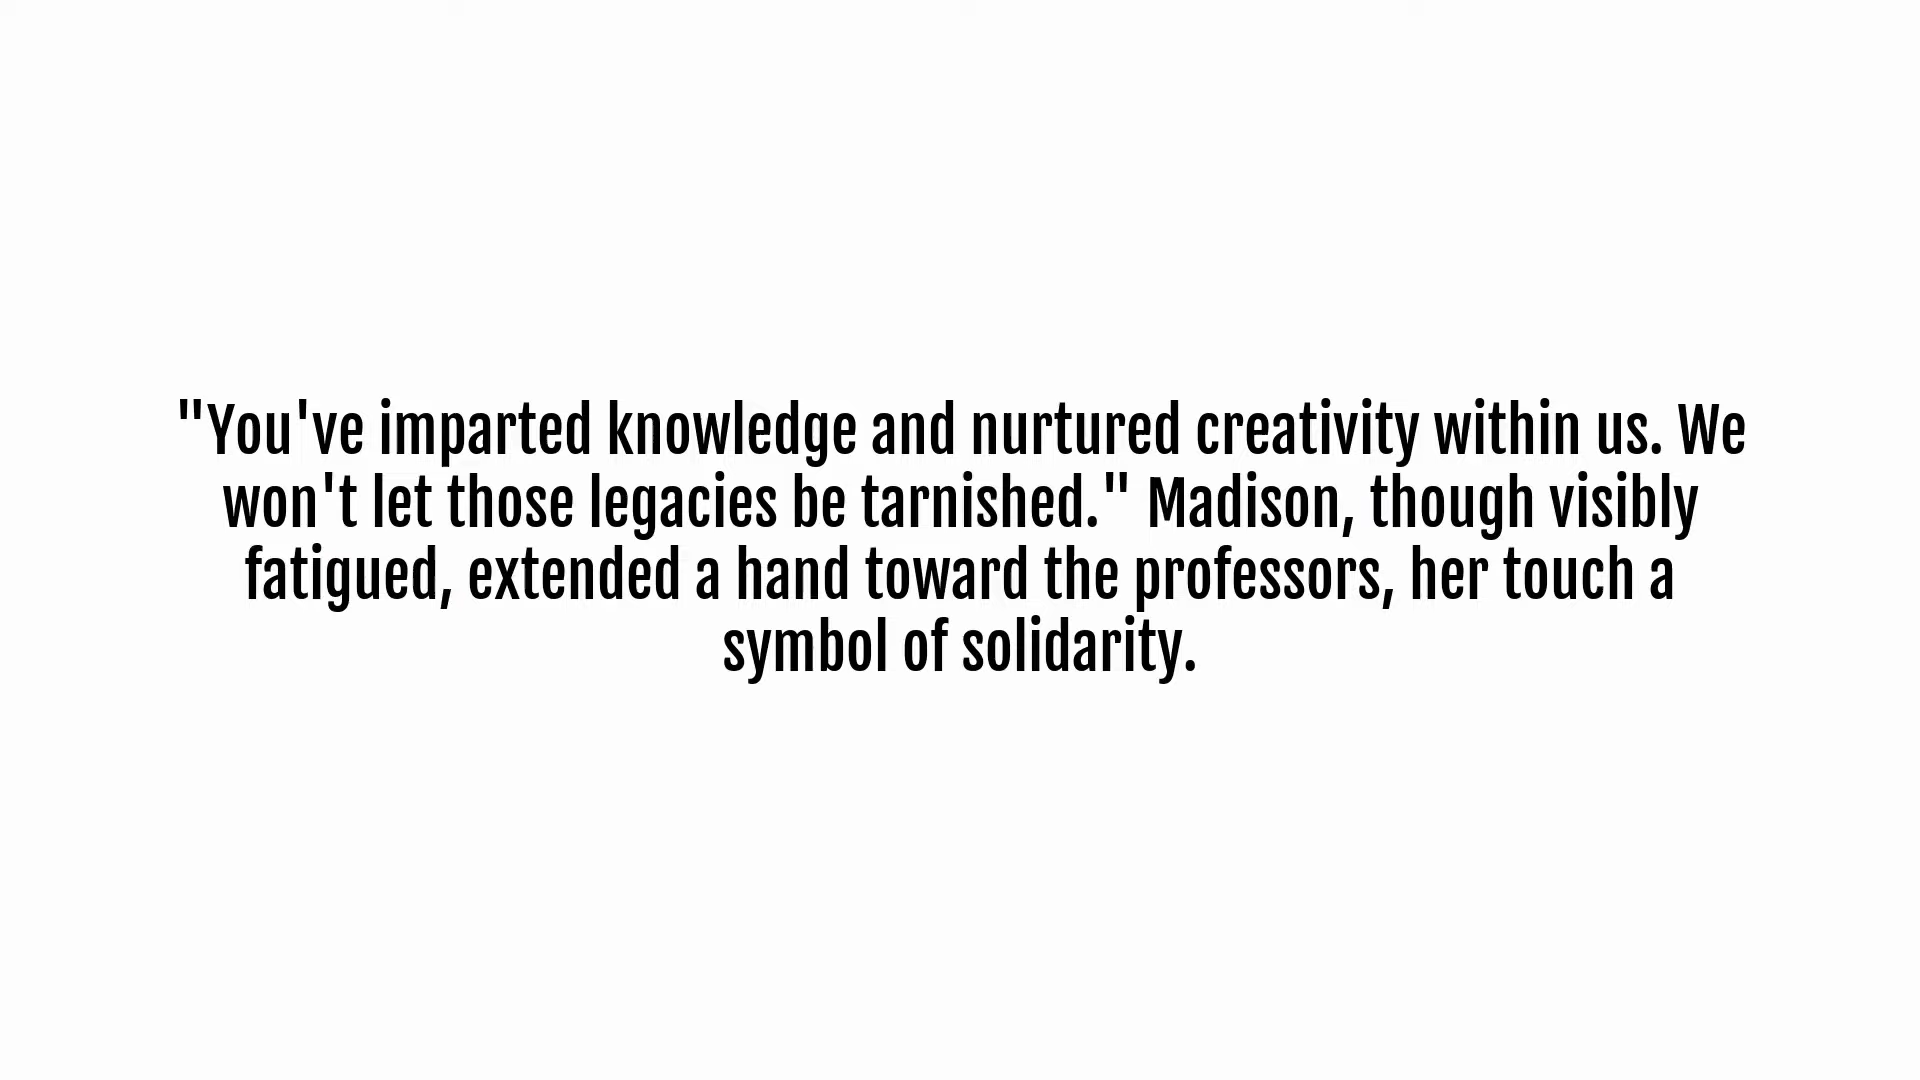 "You've imparted knowledge and nurtured creativity within us. We
won't let those legacies be tarnished." Madison, though visibly
fatigued, extended a hand toward the professors, her touch a
symbol of solidarity.